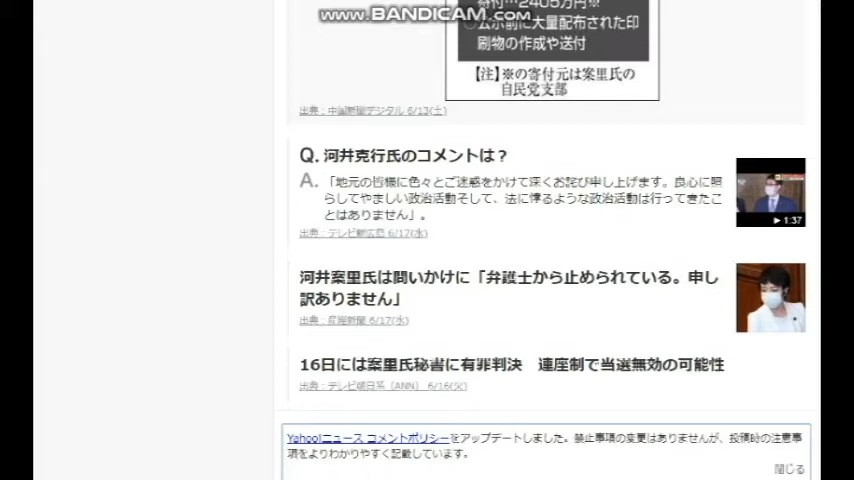 www.BANDICAM.com
寄付…2405万円※
○公示前に大量配布された印
刷物の作成や送付
【注】※の寄付元は案里氏の
自民党支部
出典：中国新聞デジタル 6/13(土)
Q. 河井克行氏のコメントは？
A. 「地元の皆様に色々とご迷惑をかけて深くお詫び申し上げます。良心に照
らしてやましい政治活動そして、法に悖るような政治活動は行ってきたこ
とはありません」。
1:37
出典：テレビ新広島 6/17(水)
河井案里氏は問いかけに「弁護士から止められている。申し
訳ありません」
出典：産経新聞 6/17(水)
16日には案里氏秘書に有罪判決　連座制で当選無効の可能性
出典：テレビ朝日系（ANN） 6/16(火)
Yahoo!ニュース コメントポリシーをアップデートしました。禁止事項の変更はありませんが、投稿時の注意事
項をよりわかりやすく記載しています。
閉じる